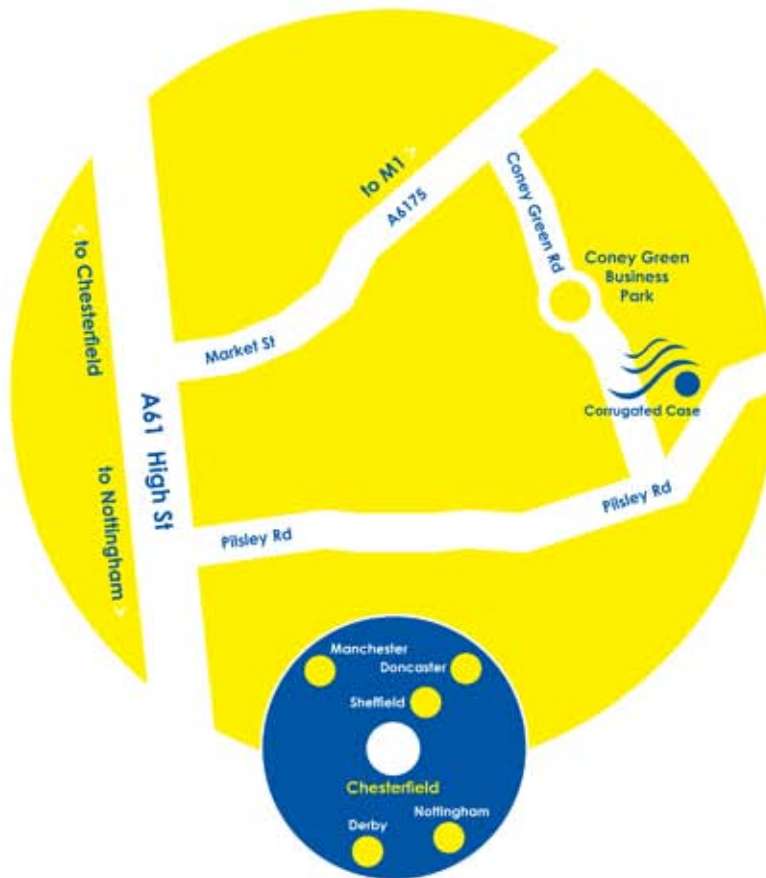 to M1 >
A6175
Coney Green Rd
Coney Green
Business
Park
< to Chesterfield
Market St
Corrugated Case
A61 High St
to Nottingham >
Pilsley Rd
Pilsley Rd
Manchester
Doncaster
Sheffield
Chesterfield
Nottingham
Derby